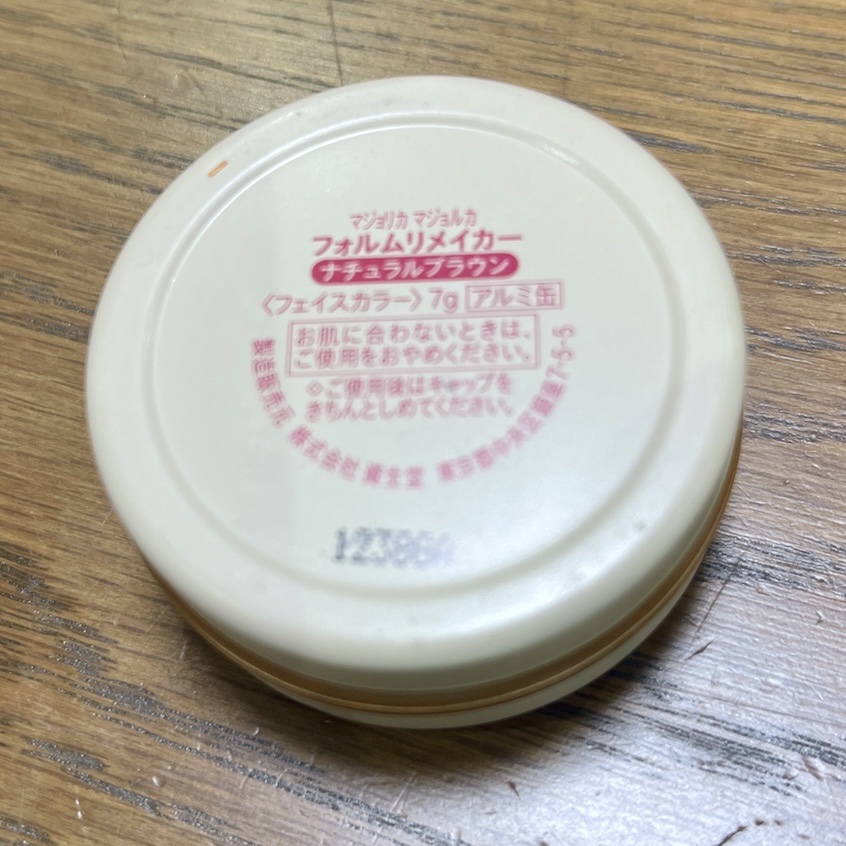 マジョリカ マジョルカ
フォルムリメイカー
ナチュラルブラウン
〈フェイスカラー〉7g アルミ缶
お肌に合わないときは、
ご使用をおやめください。
◇ご使用後はキャップを
きちんとしめてください。
製造販売元 株式会社 資生堂 東京都中央区銀座7-5-5